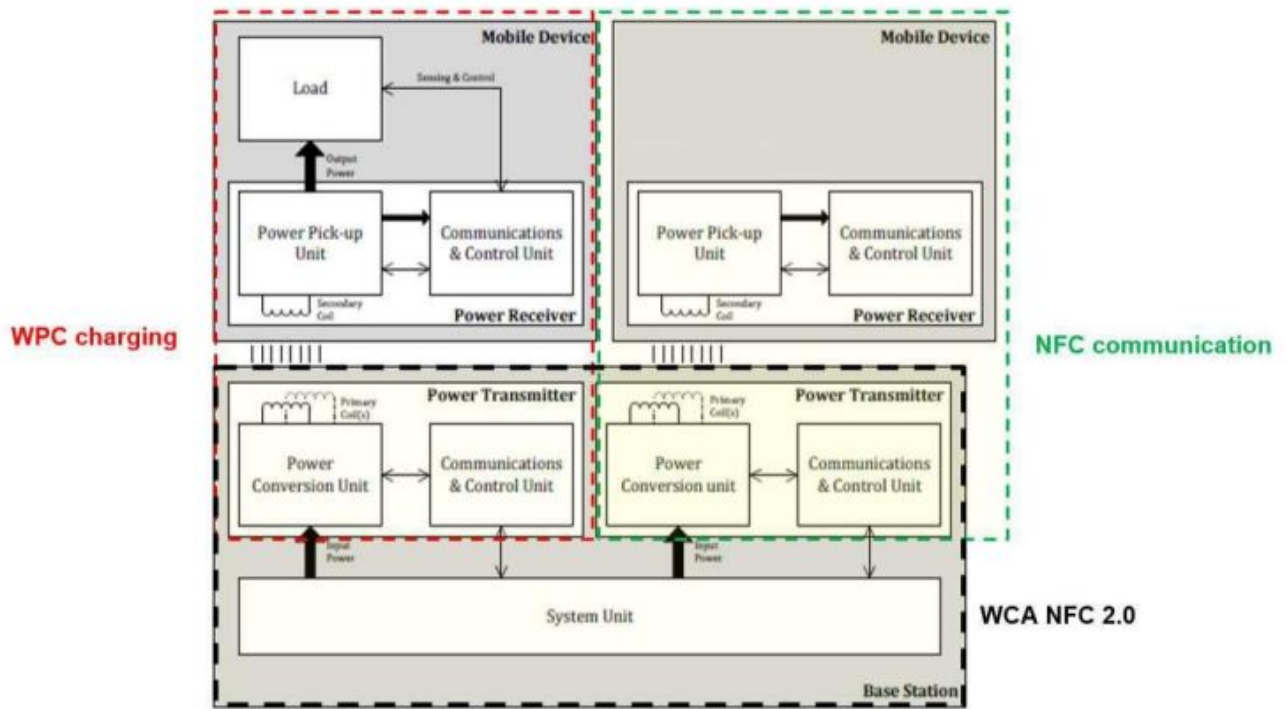 Mobile Device
Mobile Device
Load
Sensing & Control
Output
Power
Power Pick-up
Unit
Communications
& Control Unit
Power Pick-up
Unit
Communications
& Control Unit
Secondary
Coil
Power Receiver
Secondary
Coil
Power Receiver
WPC charging
NFC communication
Power Transmitter
Primary
Coil(s)
Power Transmitter
Primary
Coil(s)
Power
Conversion Unit
Communications
& Control Unit
Power
Conversion unit
Communications
& Control Unit
Input
Power
Input
Power
System Unit
WCA NFC 2.0
Base Station